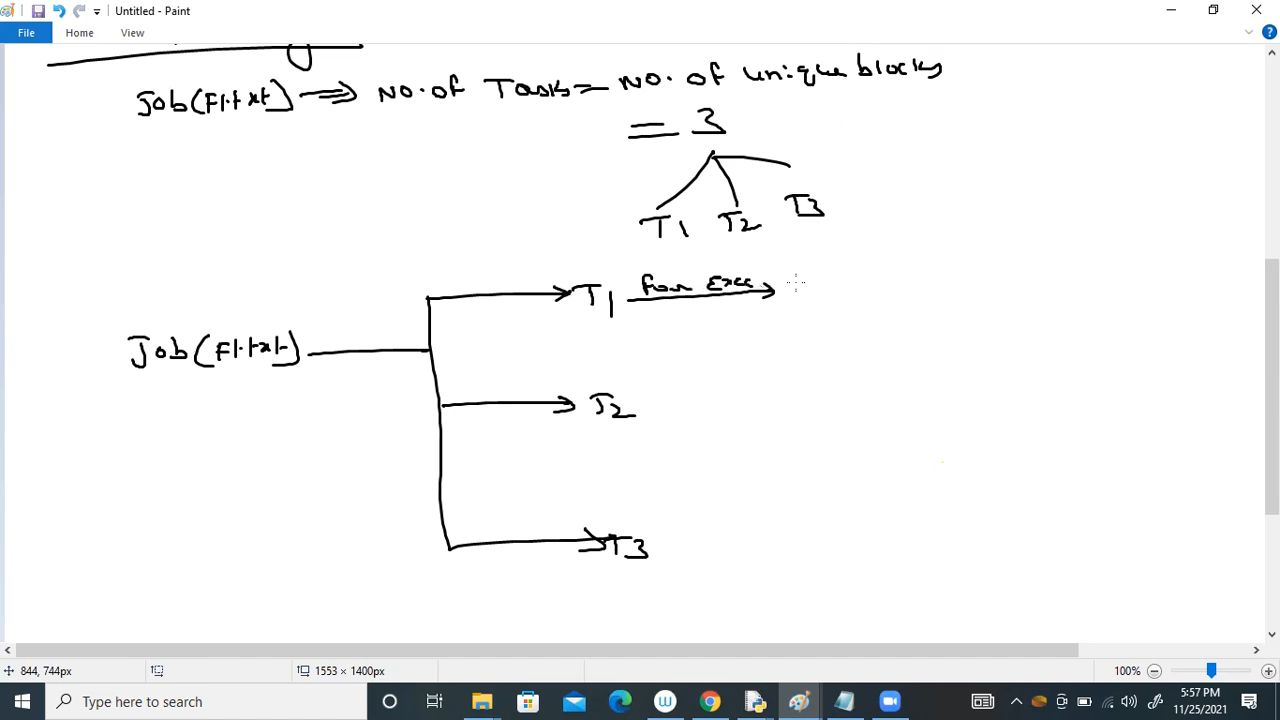 Untitled - Paint
File Home View
Job(F1.txt) ⟹ No. of Tasks = No. of unique blocks
= 3
T1 T2 T3
T1 from Exec
Job(F1.txt)
T2
T3
844, 744px 1553 × 1400px 100%
Type here to search
5:57 PM
11/25/2021